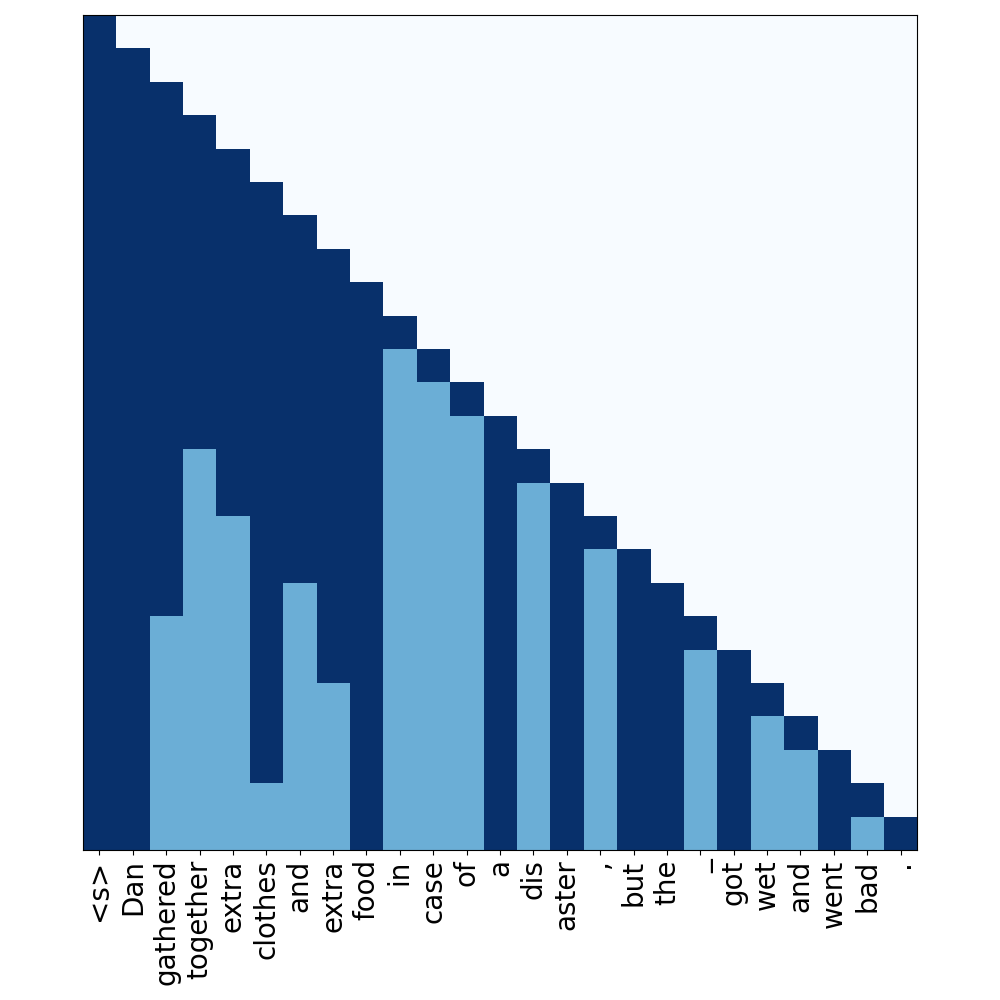 <s> Dan gathered together extra clothes and extra food in case of a dis aster , but the _ got wet and went bad .